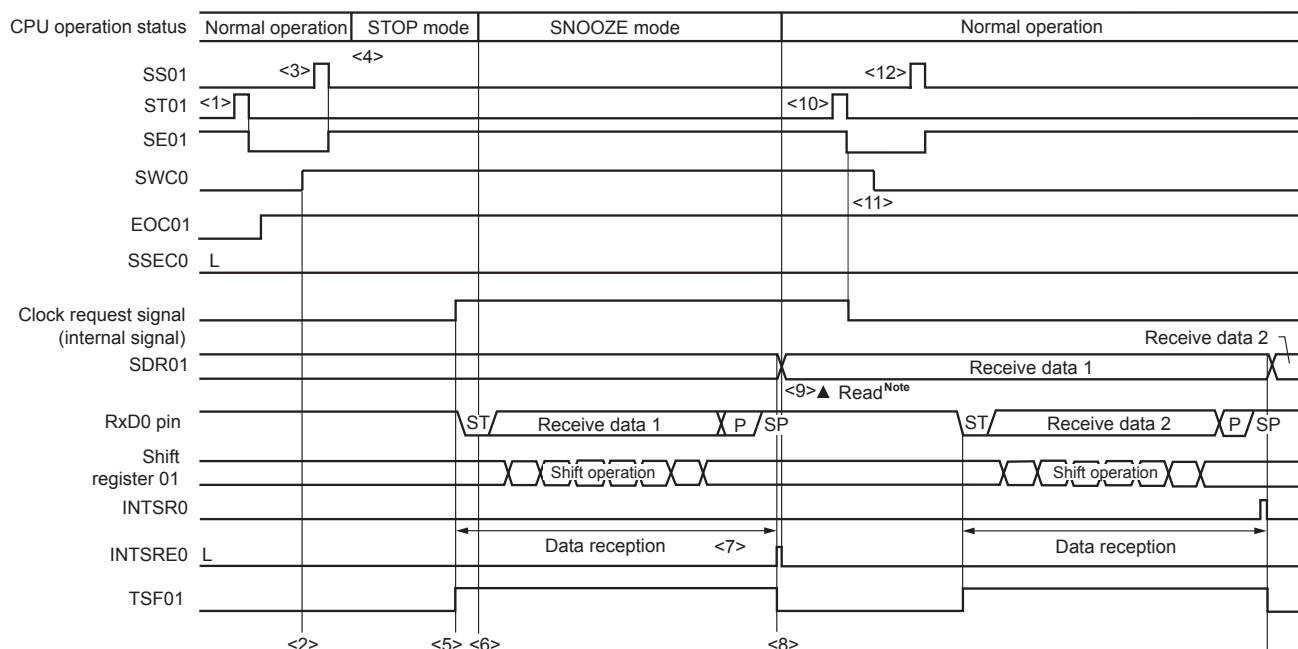 CPU operation status Normal operation STOP mode SNOOZE mode Normal operation
<4>
SS01 <3> <12>
ST01 <1> <10>
SE01
SWC0
<11>
EOC01
SSEC0 L
Clock request signal
(internal signal)
Receive data 2
SDR01 Receive data 1
<9>▲ Read Note
RxD0 pin ST Receive data 1 P SP ST Receive data 2 P SP
Shift
register 01 Shift operation Shift operation
INTSR0
Data reception <7> Data reception
INTSRE0 L
TSF01
<2> <5> <6> <8>